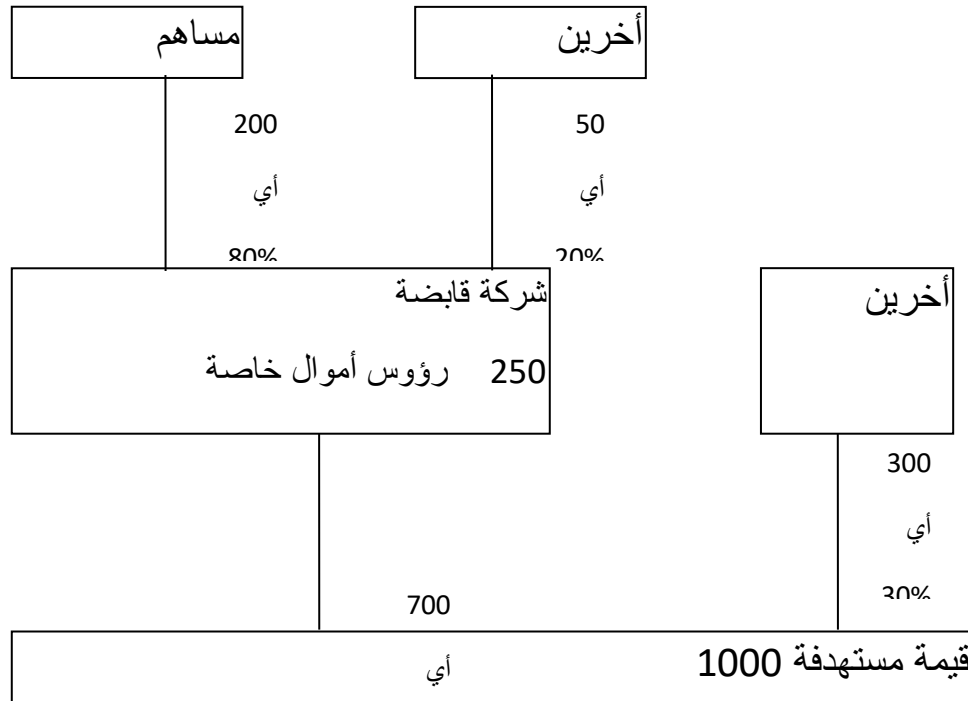 مساهم
أخرين
200
50
أي
أي
80%
20%
شركة قابضة
أخرين
250 رؤوس أموال خاصة
300
أي
30%
700
قيمة مستهدفة 1000
أي